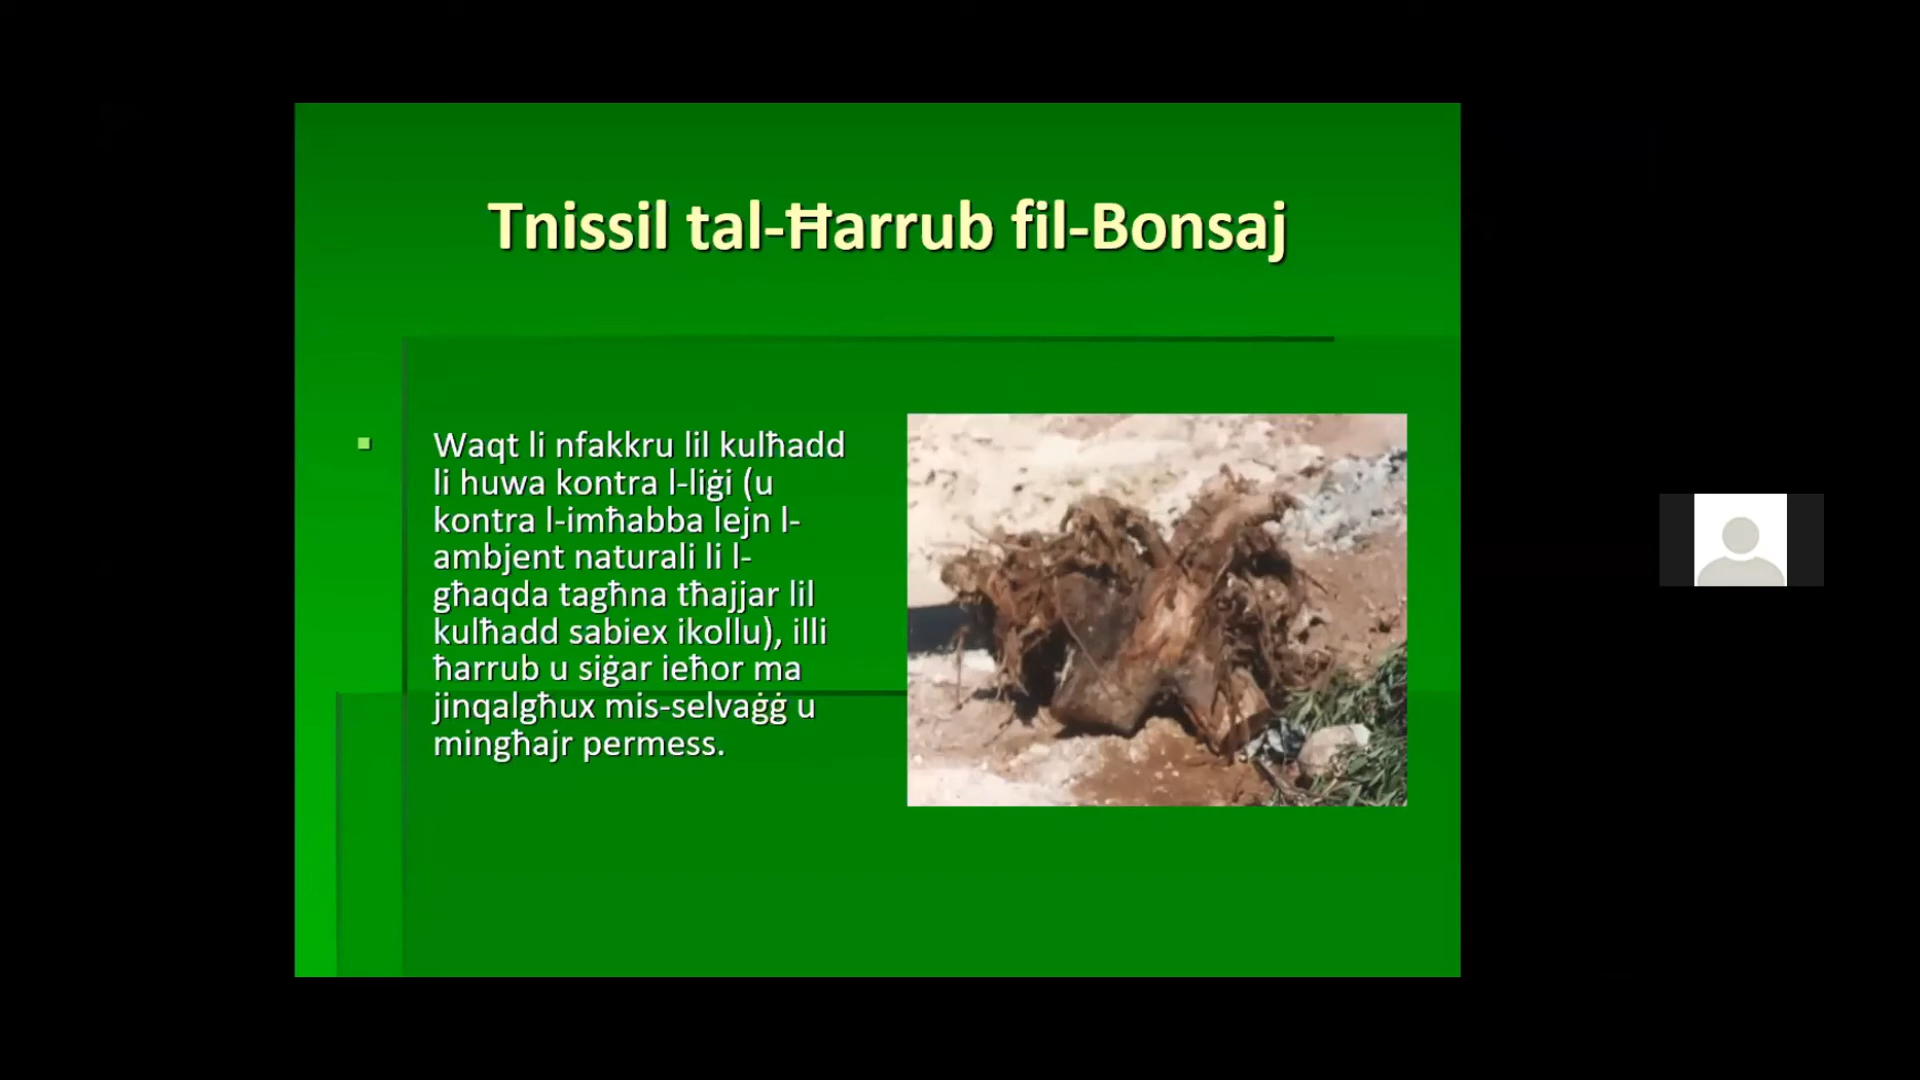 Tnissil tal-Ħarrub fil-Bonsaj
Waqt li nfakkru lil kulħadd
li huwa kontra l-liġi (u
kontra l-imħabba lejn l-
ambjent naturali li l-
għaqda tagħna tħajjar lil
kulħadd sabiex ikollu), illi
ħarrub u siġar ieħor ma
jinqalgħux mis-selvaġġ u
mingħajr permess.